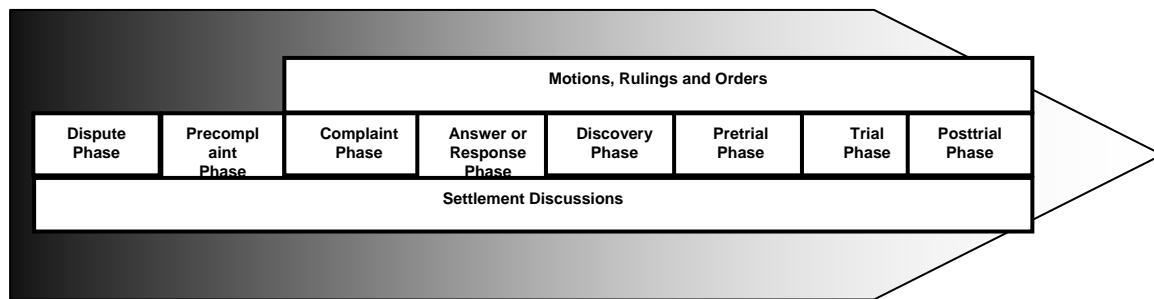 Motions, Rulings and Orders
Dispute
Phase
Precompl
aint
Phase
Complaint
Phase
Answer or
Response
Phase
Discovery
Phase
Pretrial Phase
Trial
Phase
Posttrial
Phase
Settlement Discussions